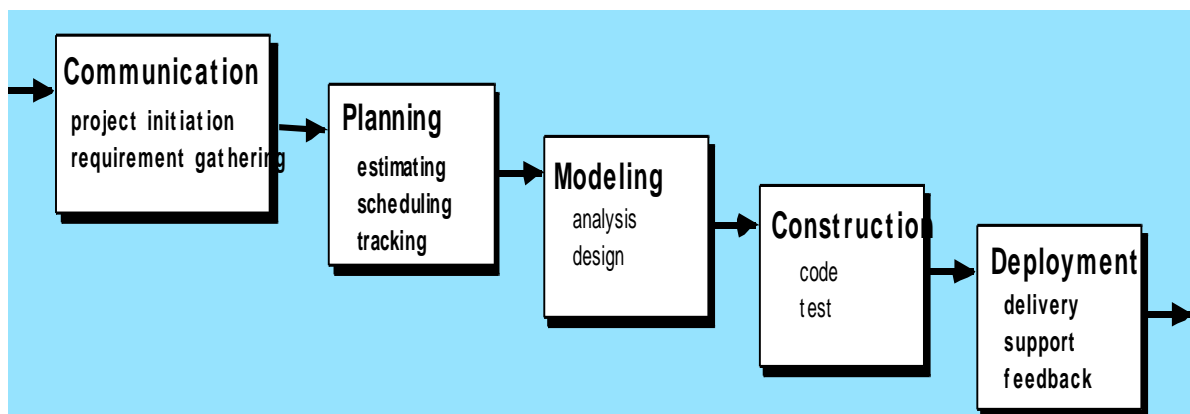 Communication
project initiation
requirement gathering
Planning
estimating
scheduling
tracking
Modeling
analysis
design
Construction
code
test
Deployment
delivery
support
feedback